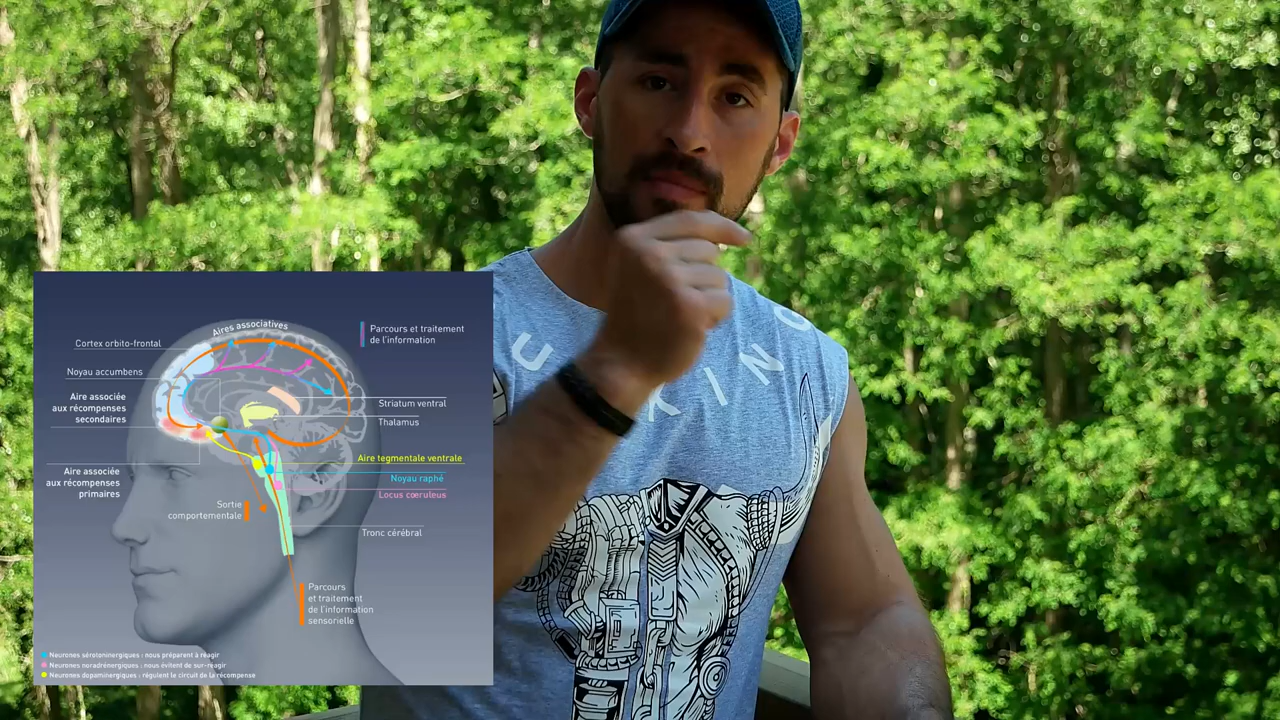 Aires associatives
Cortex orbito-frontal
Parcours et traitement
de l'information
Noyau accumbens
Aire associée
aux récompenses
secondaires
Striatum ventral
Thalamus
Aire tegmentale ventrale
Aire associée
aux récompenses
primaires
Noyau raphé
Locus cœruleus
Sortie
comportementale
Tronc cérébral
Parcours
et traitement
de l'information
sensorielle
Neurones sérotoninergiques : nous préparent à réagir
Neurones noradrénergiques : nous évitent de sur-réagir
Neurones dopaminergiques : régulent le circuit de la récompense
KIN